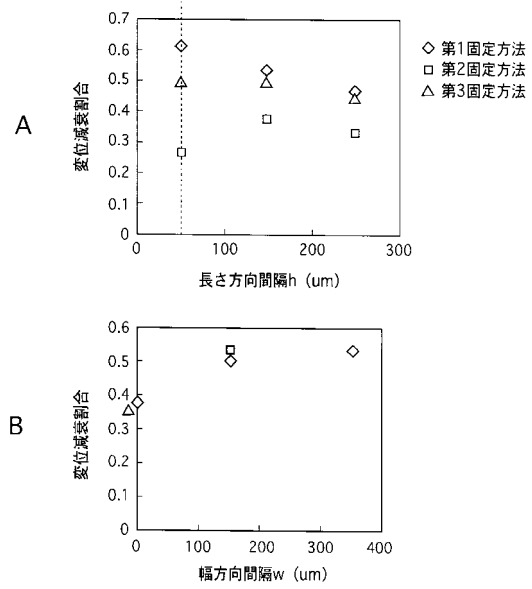 A
変位減衰割合
0.7
0.6
0.5
0.4
0.3
0.2
0.1
0
0 100 200 300
長さ方向間隔h (um)
◇ 第1固定方法
□ 第2固定方法
△ 第3固定方法
B
変位減衰割合
0.6
0.5
0.4
0.3
0.2
0.1
0
0 100 200 300 400
幅方向間隔w (um)